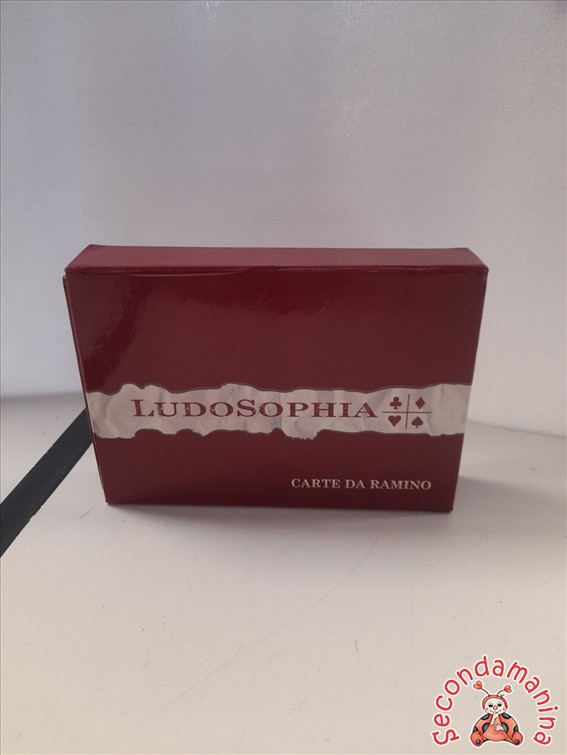 LUDOSOPHIA
CARTE DA RAMINO
Secondamanina